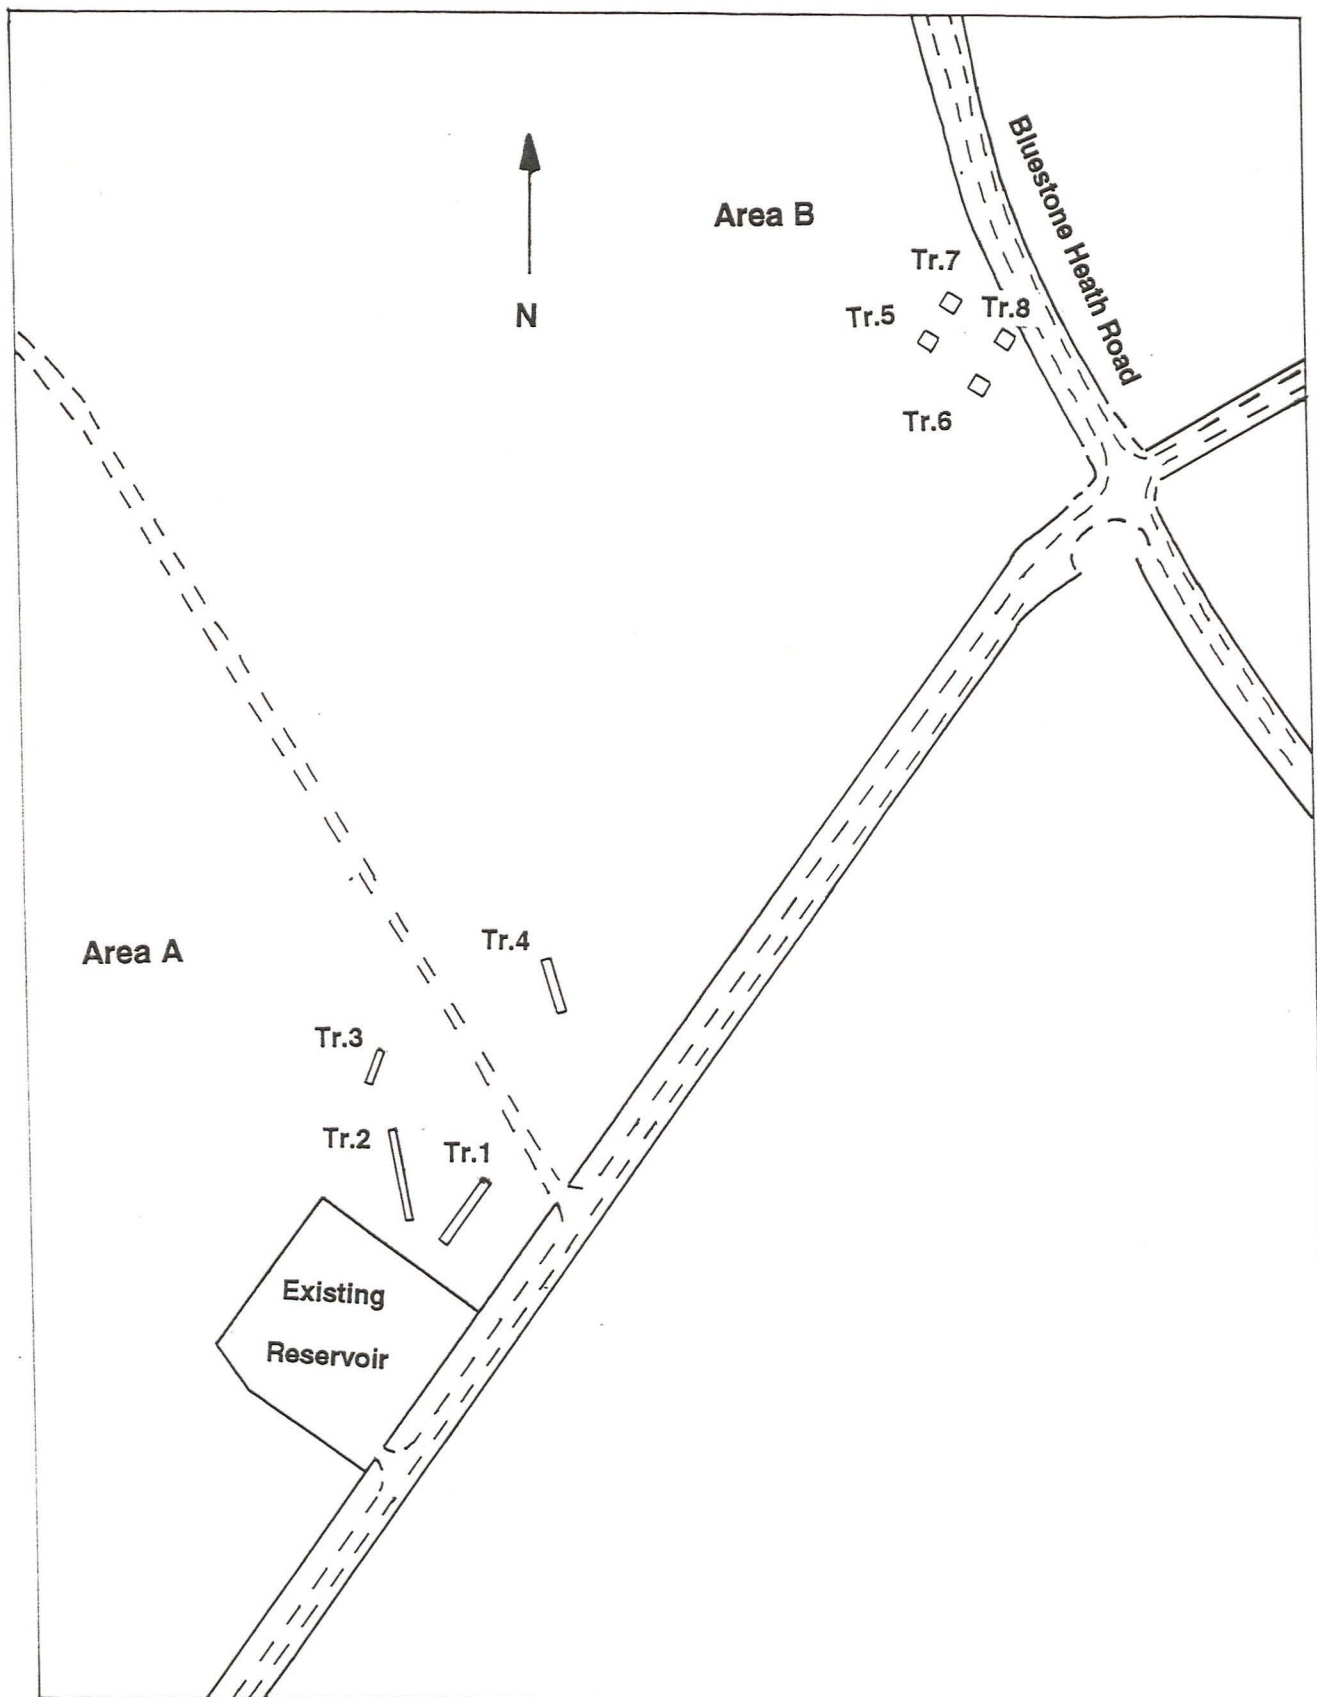 Bluestone Heath Road
Area B
N
Tr.7
Tr.5
Tr.8
Tr.6
Area A
Tr.4
Tr.3
Tr.2
Tr.1
Existing
Reservoir